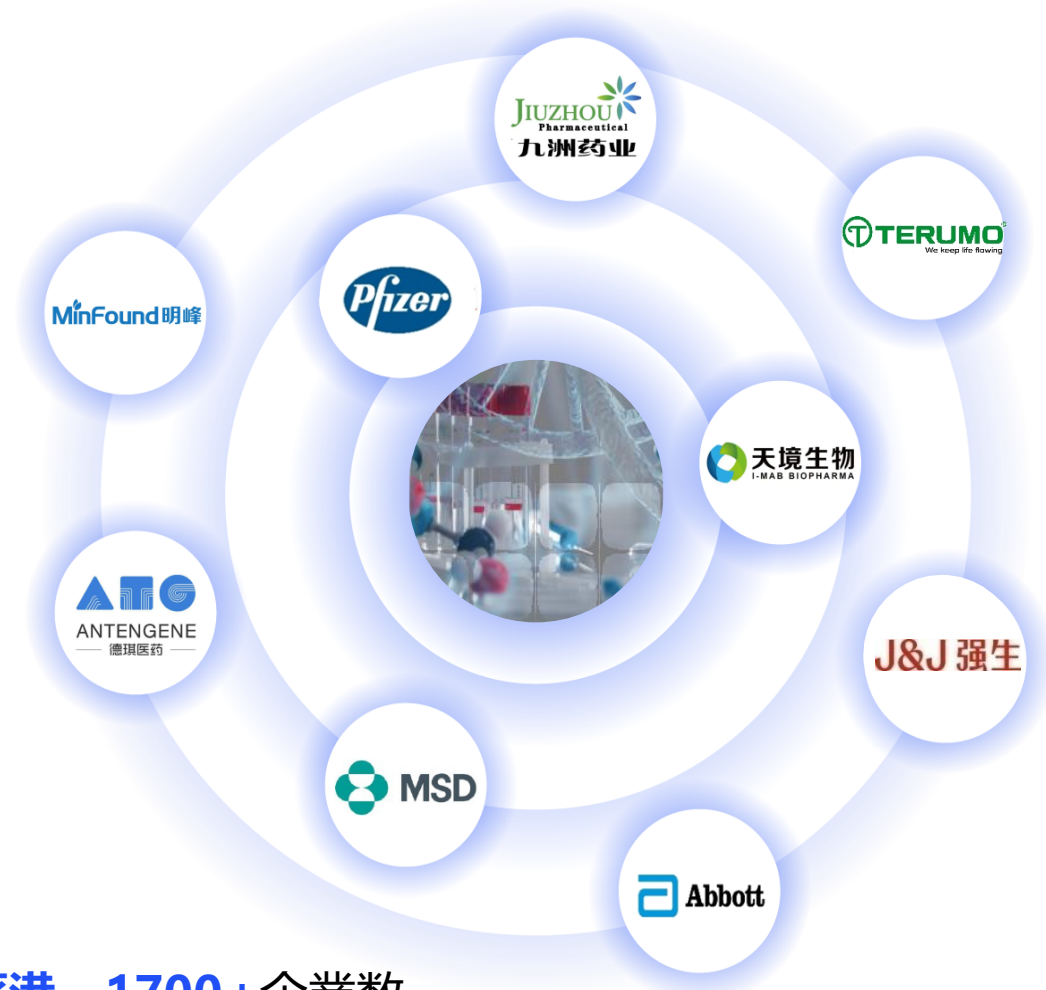 JIUZHOU
Pharmaceutical
九洲药业
TERUMO
We keep life flowing
MinFound明峰
Pfizer
天境生物
I-MAB BIOPHARMA
ATG
ANTENGENE
德琪医药
J&J 强生
MSD
Abbott
港 1700+企业数